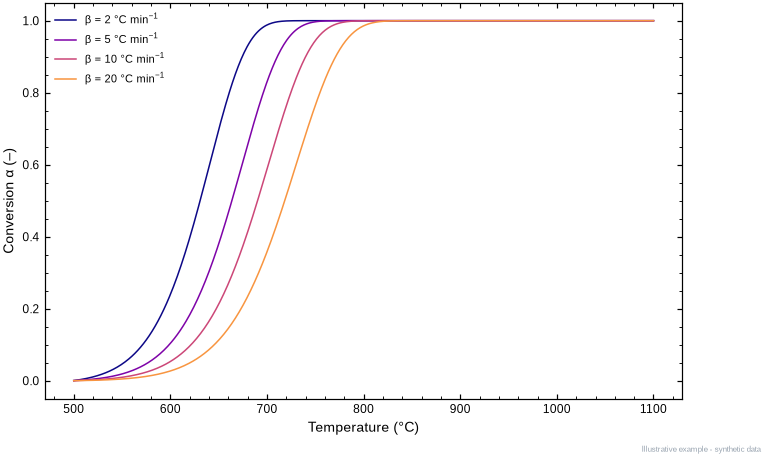 β = 2 °C min⁻¹
β = 5 °C min⁻¹
β = 10 °C min⁻¹
β = 20 °C min⁻¹
1.0
0.8
0.6
0.4
0.2
0.0
Conversion α (−)
500 600 700 800 900 1000 1100
Temperature (°C)
Illustrative example - synthetic data